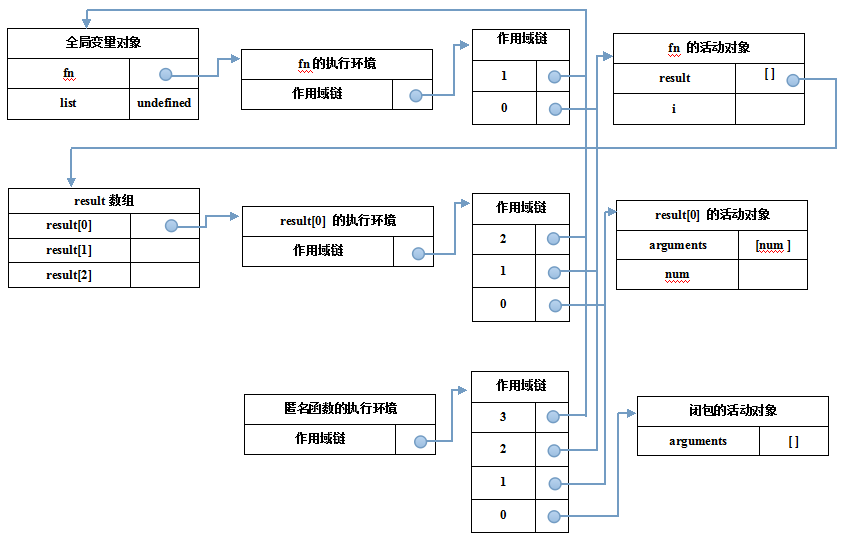 全局变量对象
fn
list undefined
fn的执行环境
作用域链
作用域链
1
0
fn 的活动对象
result [ ]
i
result 数组
result[0]
result[1]
result[2]
result[0] 的执行环境
作用域链
作用域链
2
1
0
result[0] 的活动对象
arguments [num ]
num
匿名函数的执行环境
作用域链
作用域链
3
2
1
0
闭包的活动对象
arguments [ ]